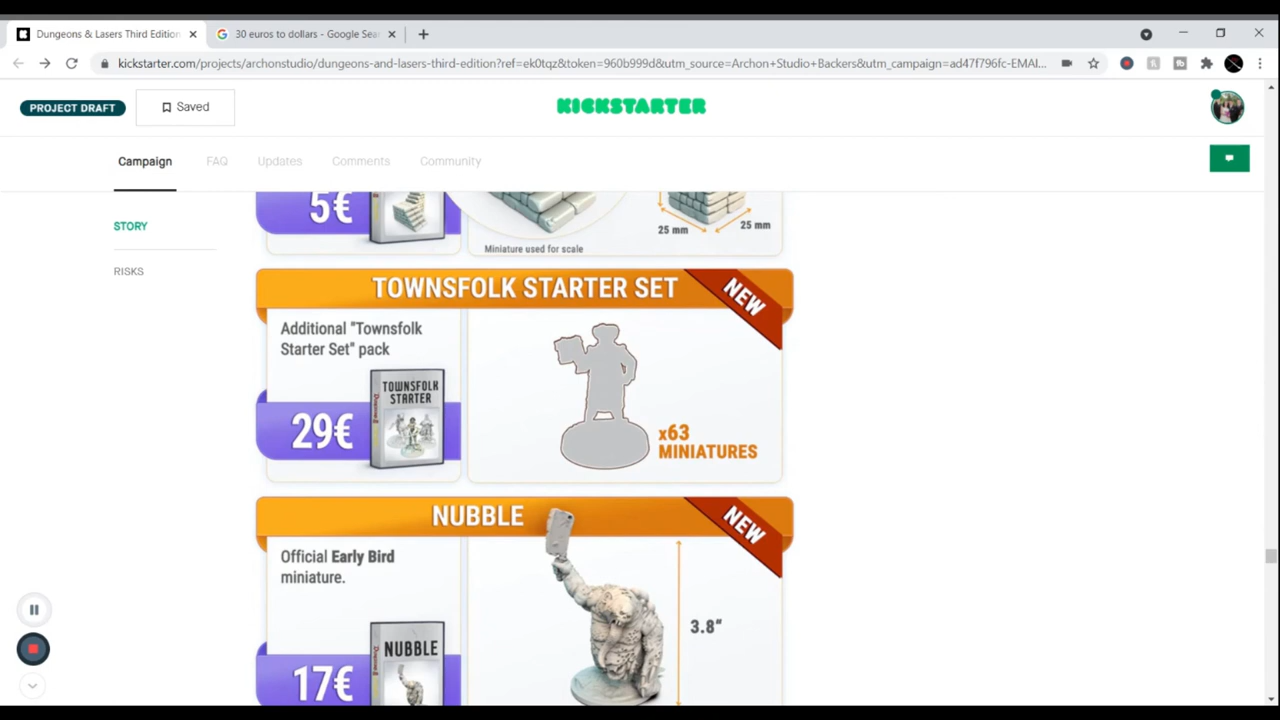 Dungeons & Lasers Third Edition
30 euros to dollars - Google Sear
kickstarter.com/projects/archonstudio/dungeons-and-lasers-third-edition?ref=ek0tqz&token=960b999d&utm_source=Archon+Studio+Backers&utm_campaign=ad47f796fc-EMAI...
PROJECT DRAFT
Saved
KICKSTARTER
Campaign
FAQ
Updates
Comments
Community
STORY
RISKS
5€
25 mm
25 mm
Miniature used for scale
TOWNSFOLK STARTER SET
NEW
Additional "Townsfolk
Starter Set" pack
TOWNSFOLK
STARTER
29€
x63
MINIATURES
NUBBLE
NEW
Official Early Bird
miniature.
3.8"
NUBBLE
17€